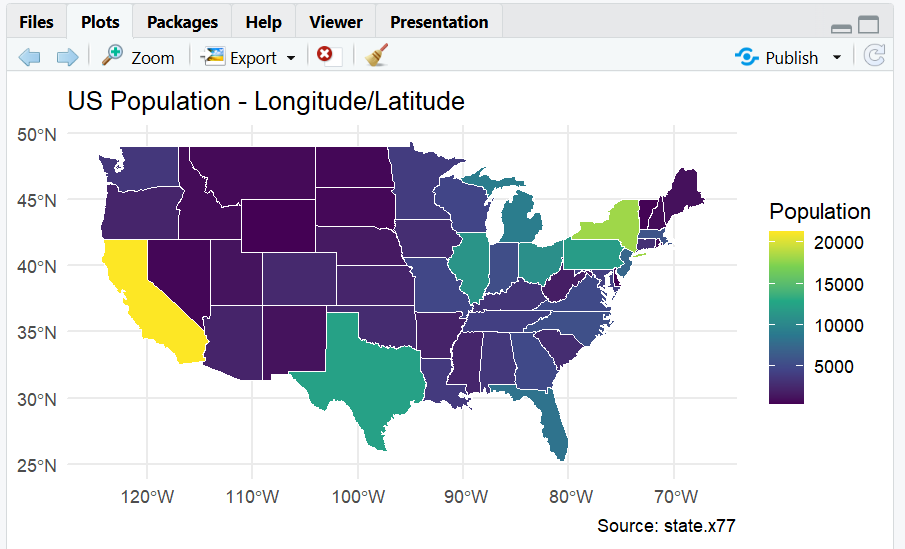 Files Plots Packages Help Viewer Presentation
Zoom Export Publish
US Population - Longitude/Latitude
50°N
45°N
40°N
35°N
30°N
25°N
120°W 110°W 100°W 90°W 80°W 70°W
Population
20000
15000
10000
5000
Source: state.x77